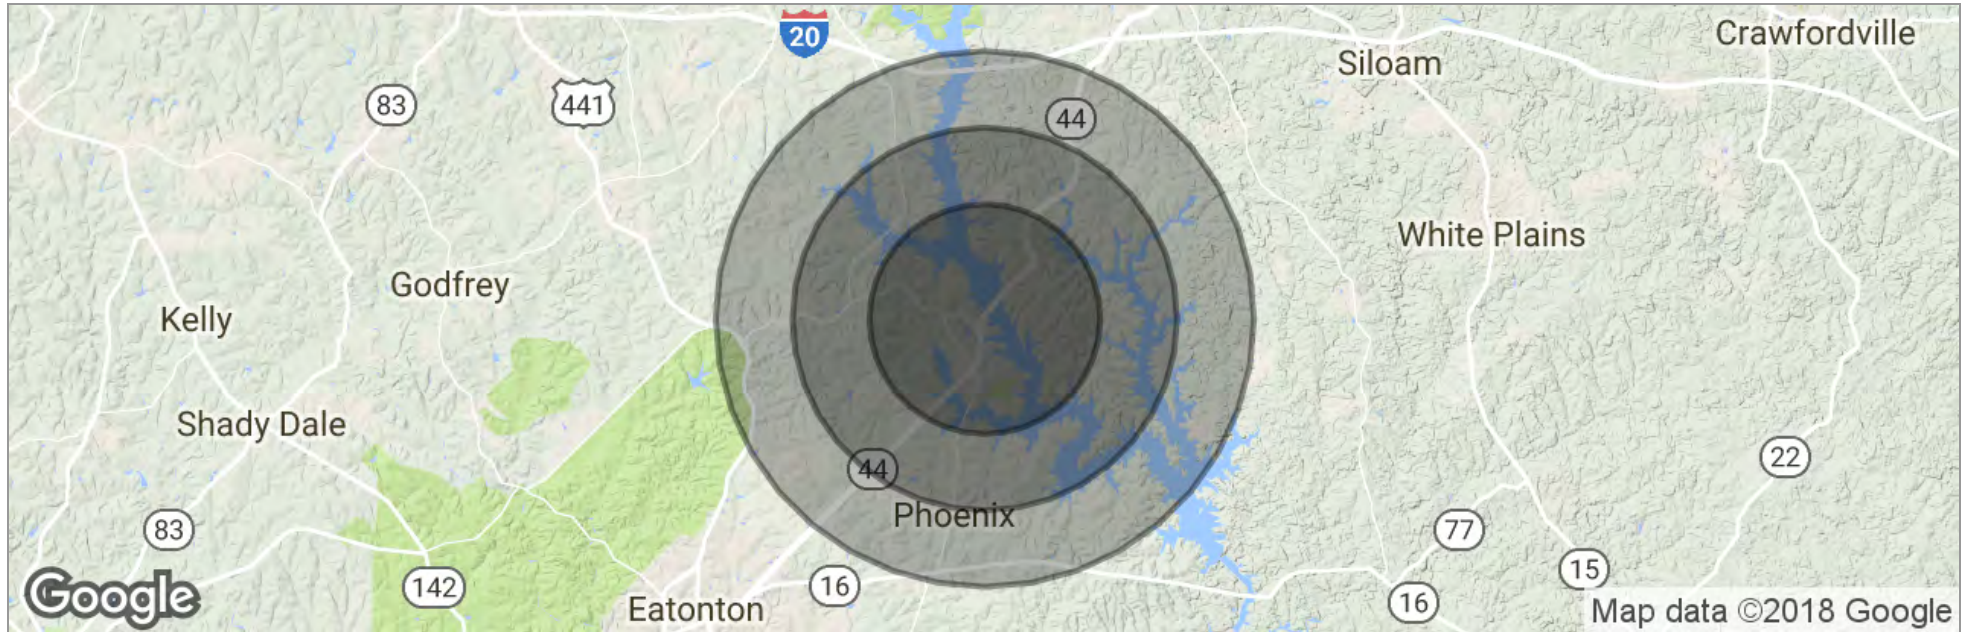 Crawfordville
20
Siloam
83
441
44
White Plains
Godfrey
Kelly
Shady Dale
44
22
Phoenix
83
77
142
16
15
Google
Eatonton
16
Map data ©2018 Google